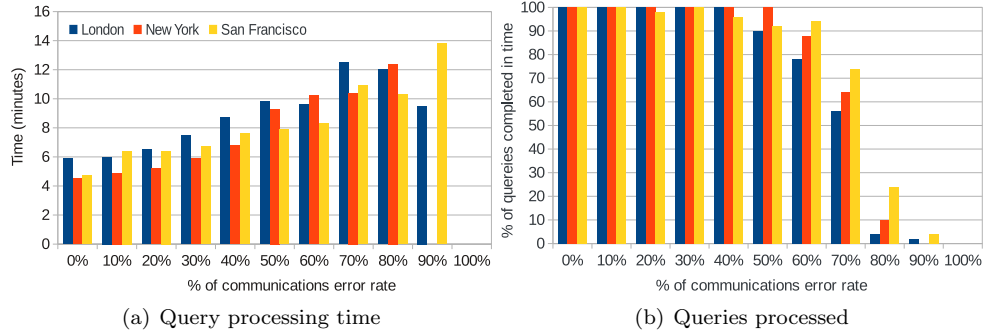 16
14
12
10
8
6
4
2
0
Time (minutes)
London New York San Francisco
0% 10% 20% 30% 40% 50% 60% 70% 80% 90% 100%
% of communications error rate
(a) Query processing time
100
90
80
70
60
50
40
30
20
10
0
% of quereies completed in time
0% 10% 20% 30% 40% 50% 60% 70% 80% 90% 100%
% of communications error rate
(b) Queries processed